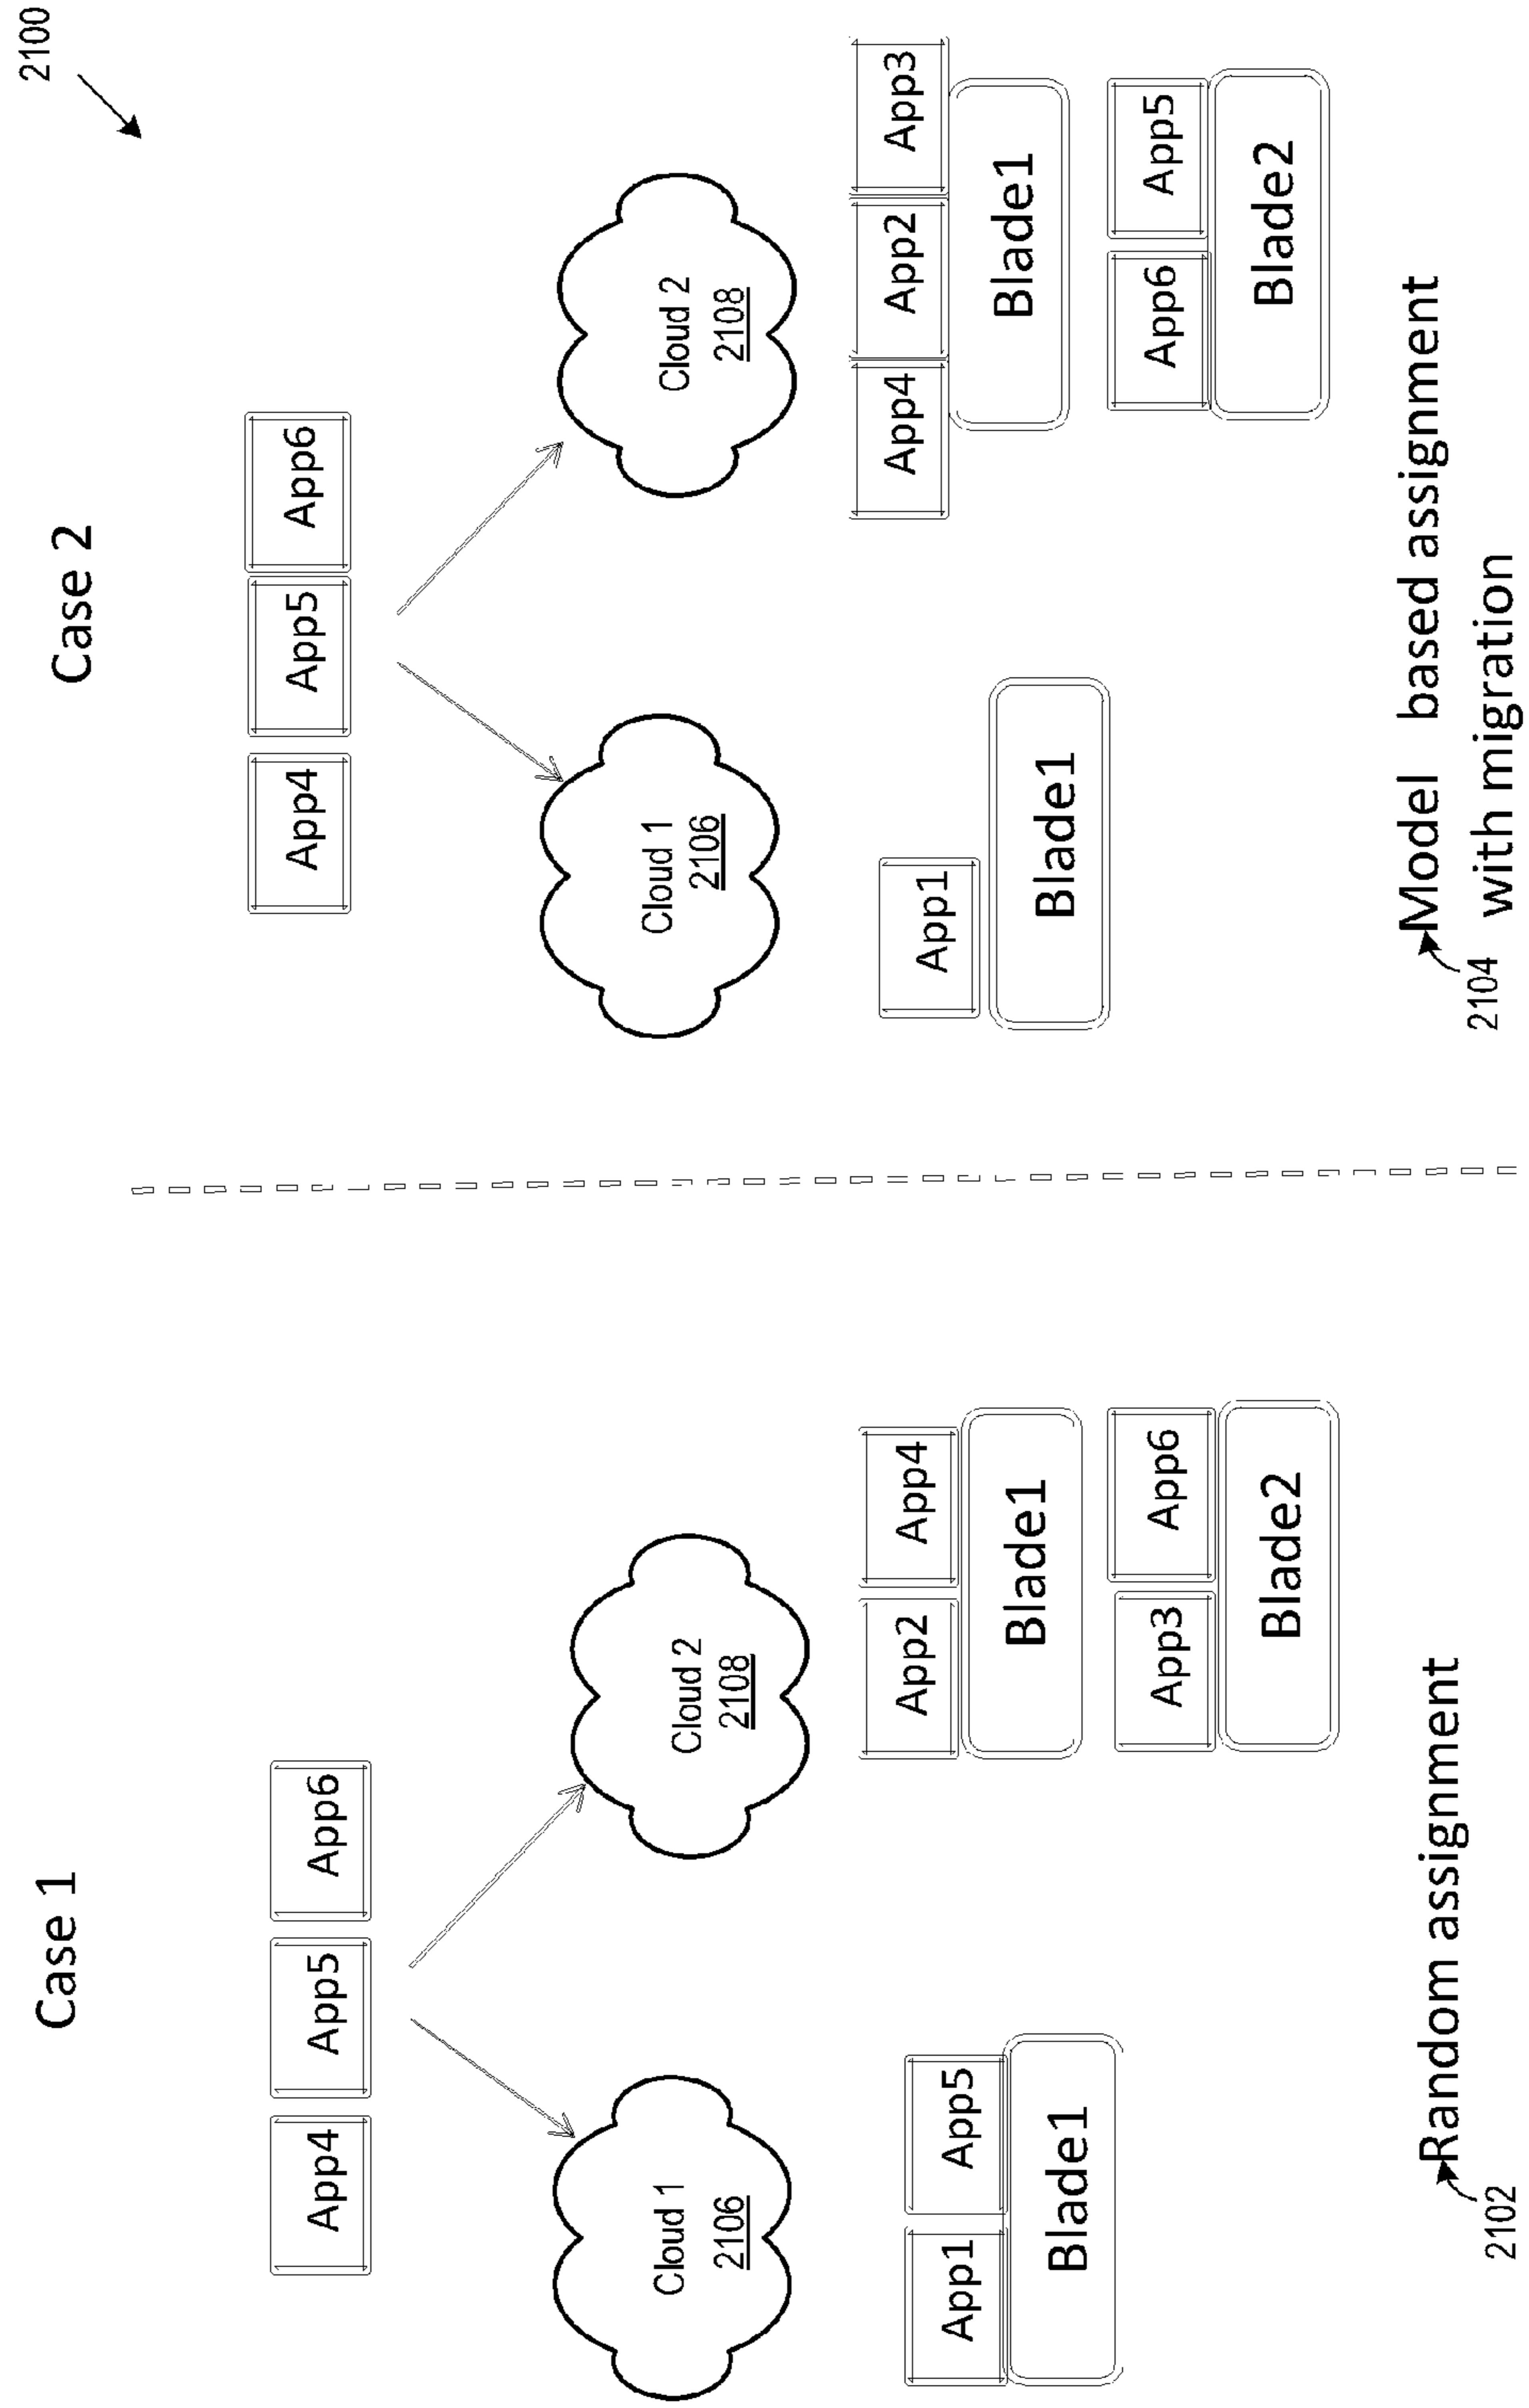 2100
Case 1
App4 App5 App6
Cloud 1
2106
Cloud 2
2108
App1 App5
Blade1
App2 App4
Blade1
App3 App6
Blade2
Random assignment
2102
Case 2
App4 App5 App6
Cloud 1
2106
Cloud 2
2108
App1
Blade1
App4 App2 App3
Blade1
App6 App5
Blade2
Model based assignment
with migration
2104